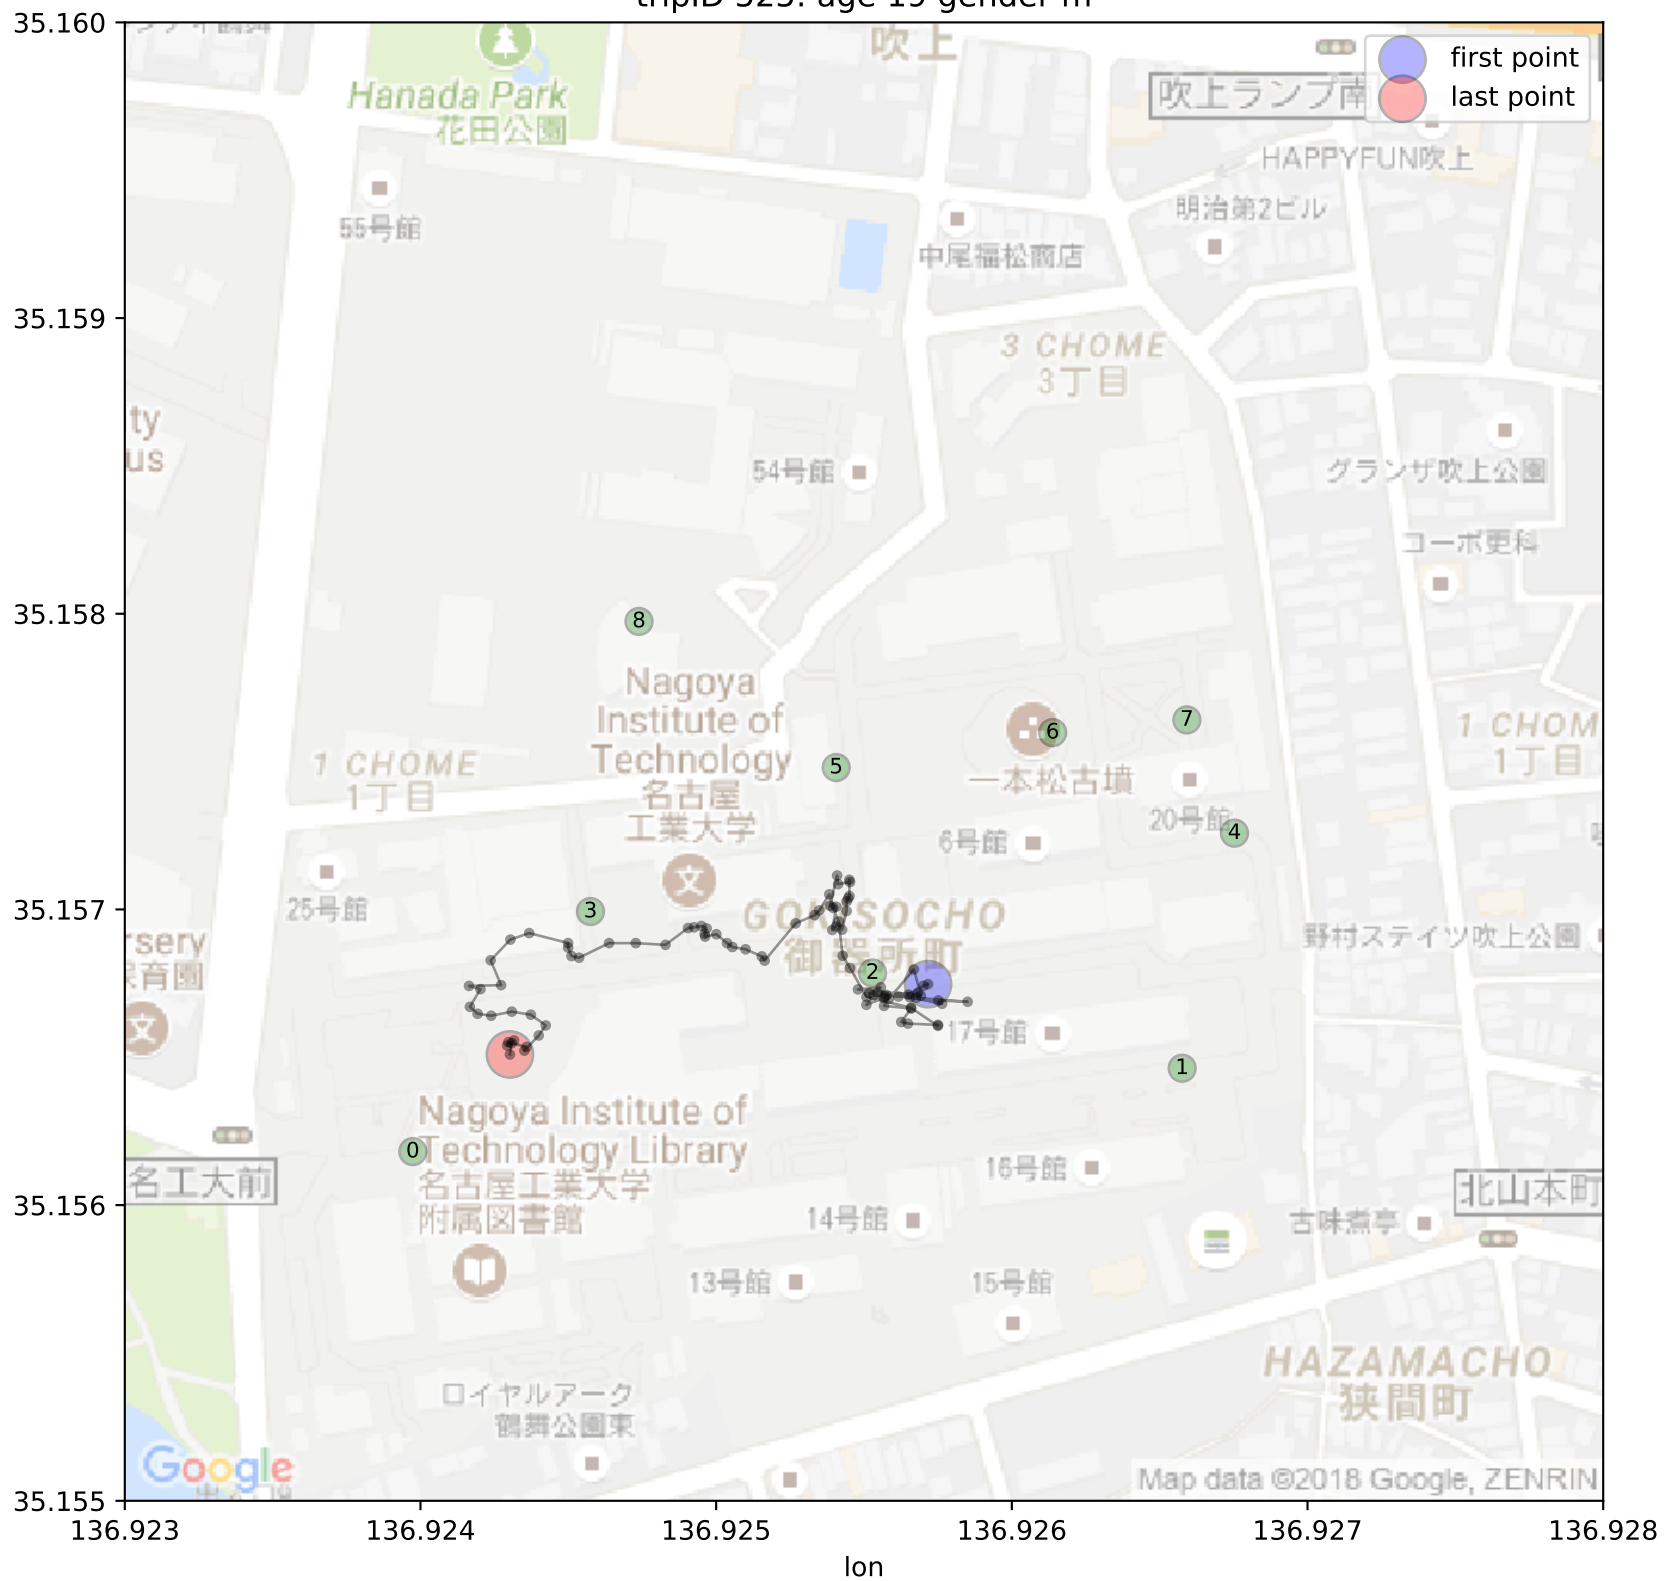 35.160
吹上
first point
last point
Hanada Park
花田公園
吹上ランプ南
HAPPYFUN吹上
明治第2ビル
55号館
中尾福松商店
35.159
3 CHOME
3丁目
ty
us
54号館
グランザ吹上公園
コーポ更科
35.158
8
Nagoya
Institute of
Technology
名古屋
工業大学
7
6
1 CHOM
1丁目
1 CHOME
1丁目
5
一本松古墳
20号館
4
6号館
25号館
3
35.157
GOKISOCHO
御器所町
野村ステイツ吹上公園
rsery
保育園
2
17号館
1
Nagoya Institute of
Technology Library
名古屋工業大学
附属図書館
0
名工大前
16号館
北山本町
35.156
14号館
古味煮亭
13号館
15号館
HAZAMACHO
狭間町
ロイヤルアーク
鶴舞公園東
Google
Map data ©2018 Google, ZENRIN
35.155
136.923
136.924
136.925
136.926
136.927
136.928
lon